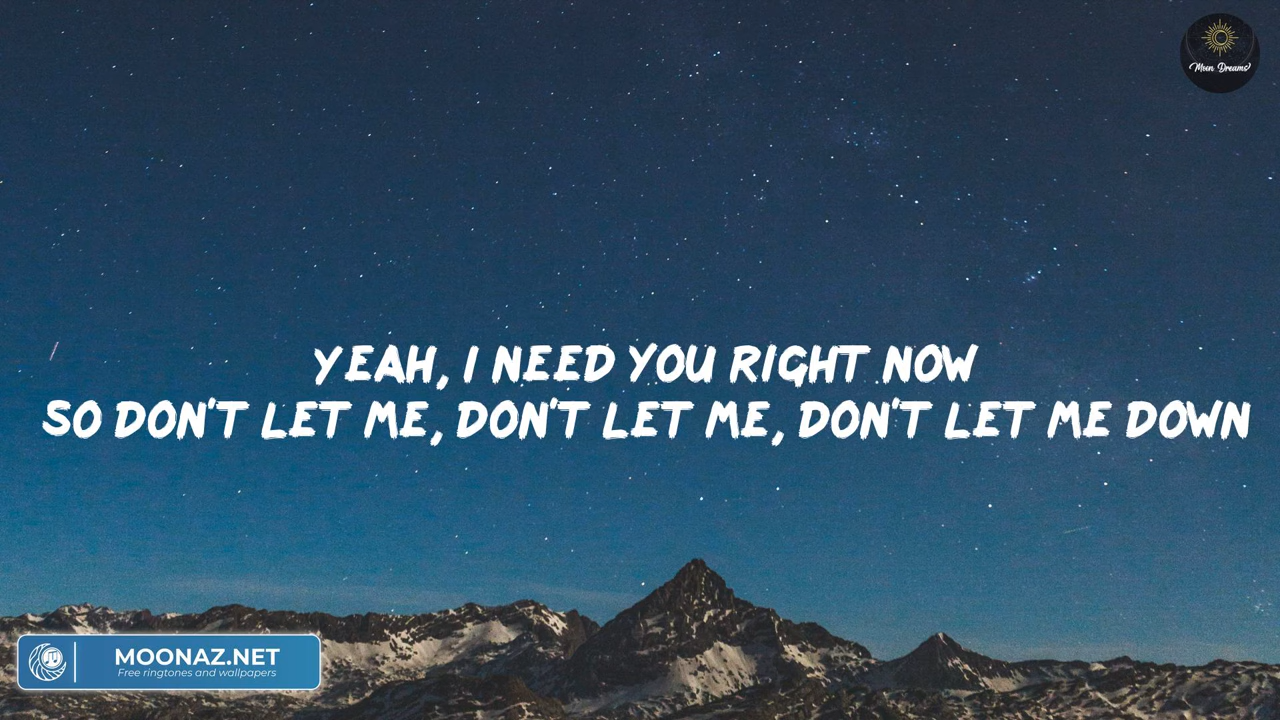 Moon Dreams
YEAH, I NEED YOU RIGHT NOW
SO DON'T LET ME, DON'T LET ME, DON'T LET ME DOWN
MOONAZ.NET
Free ringtones and wallpapers